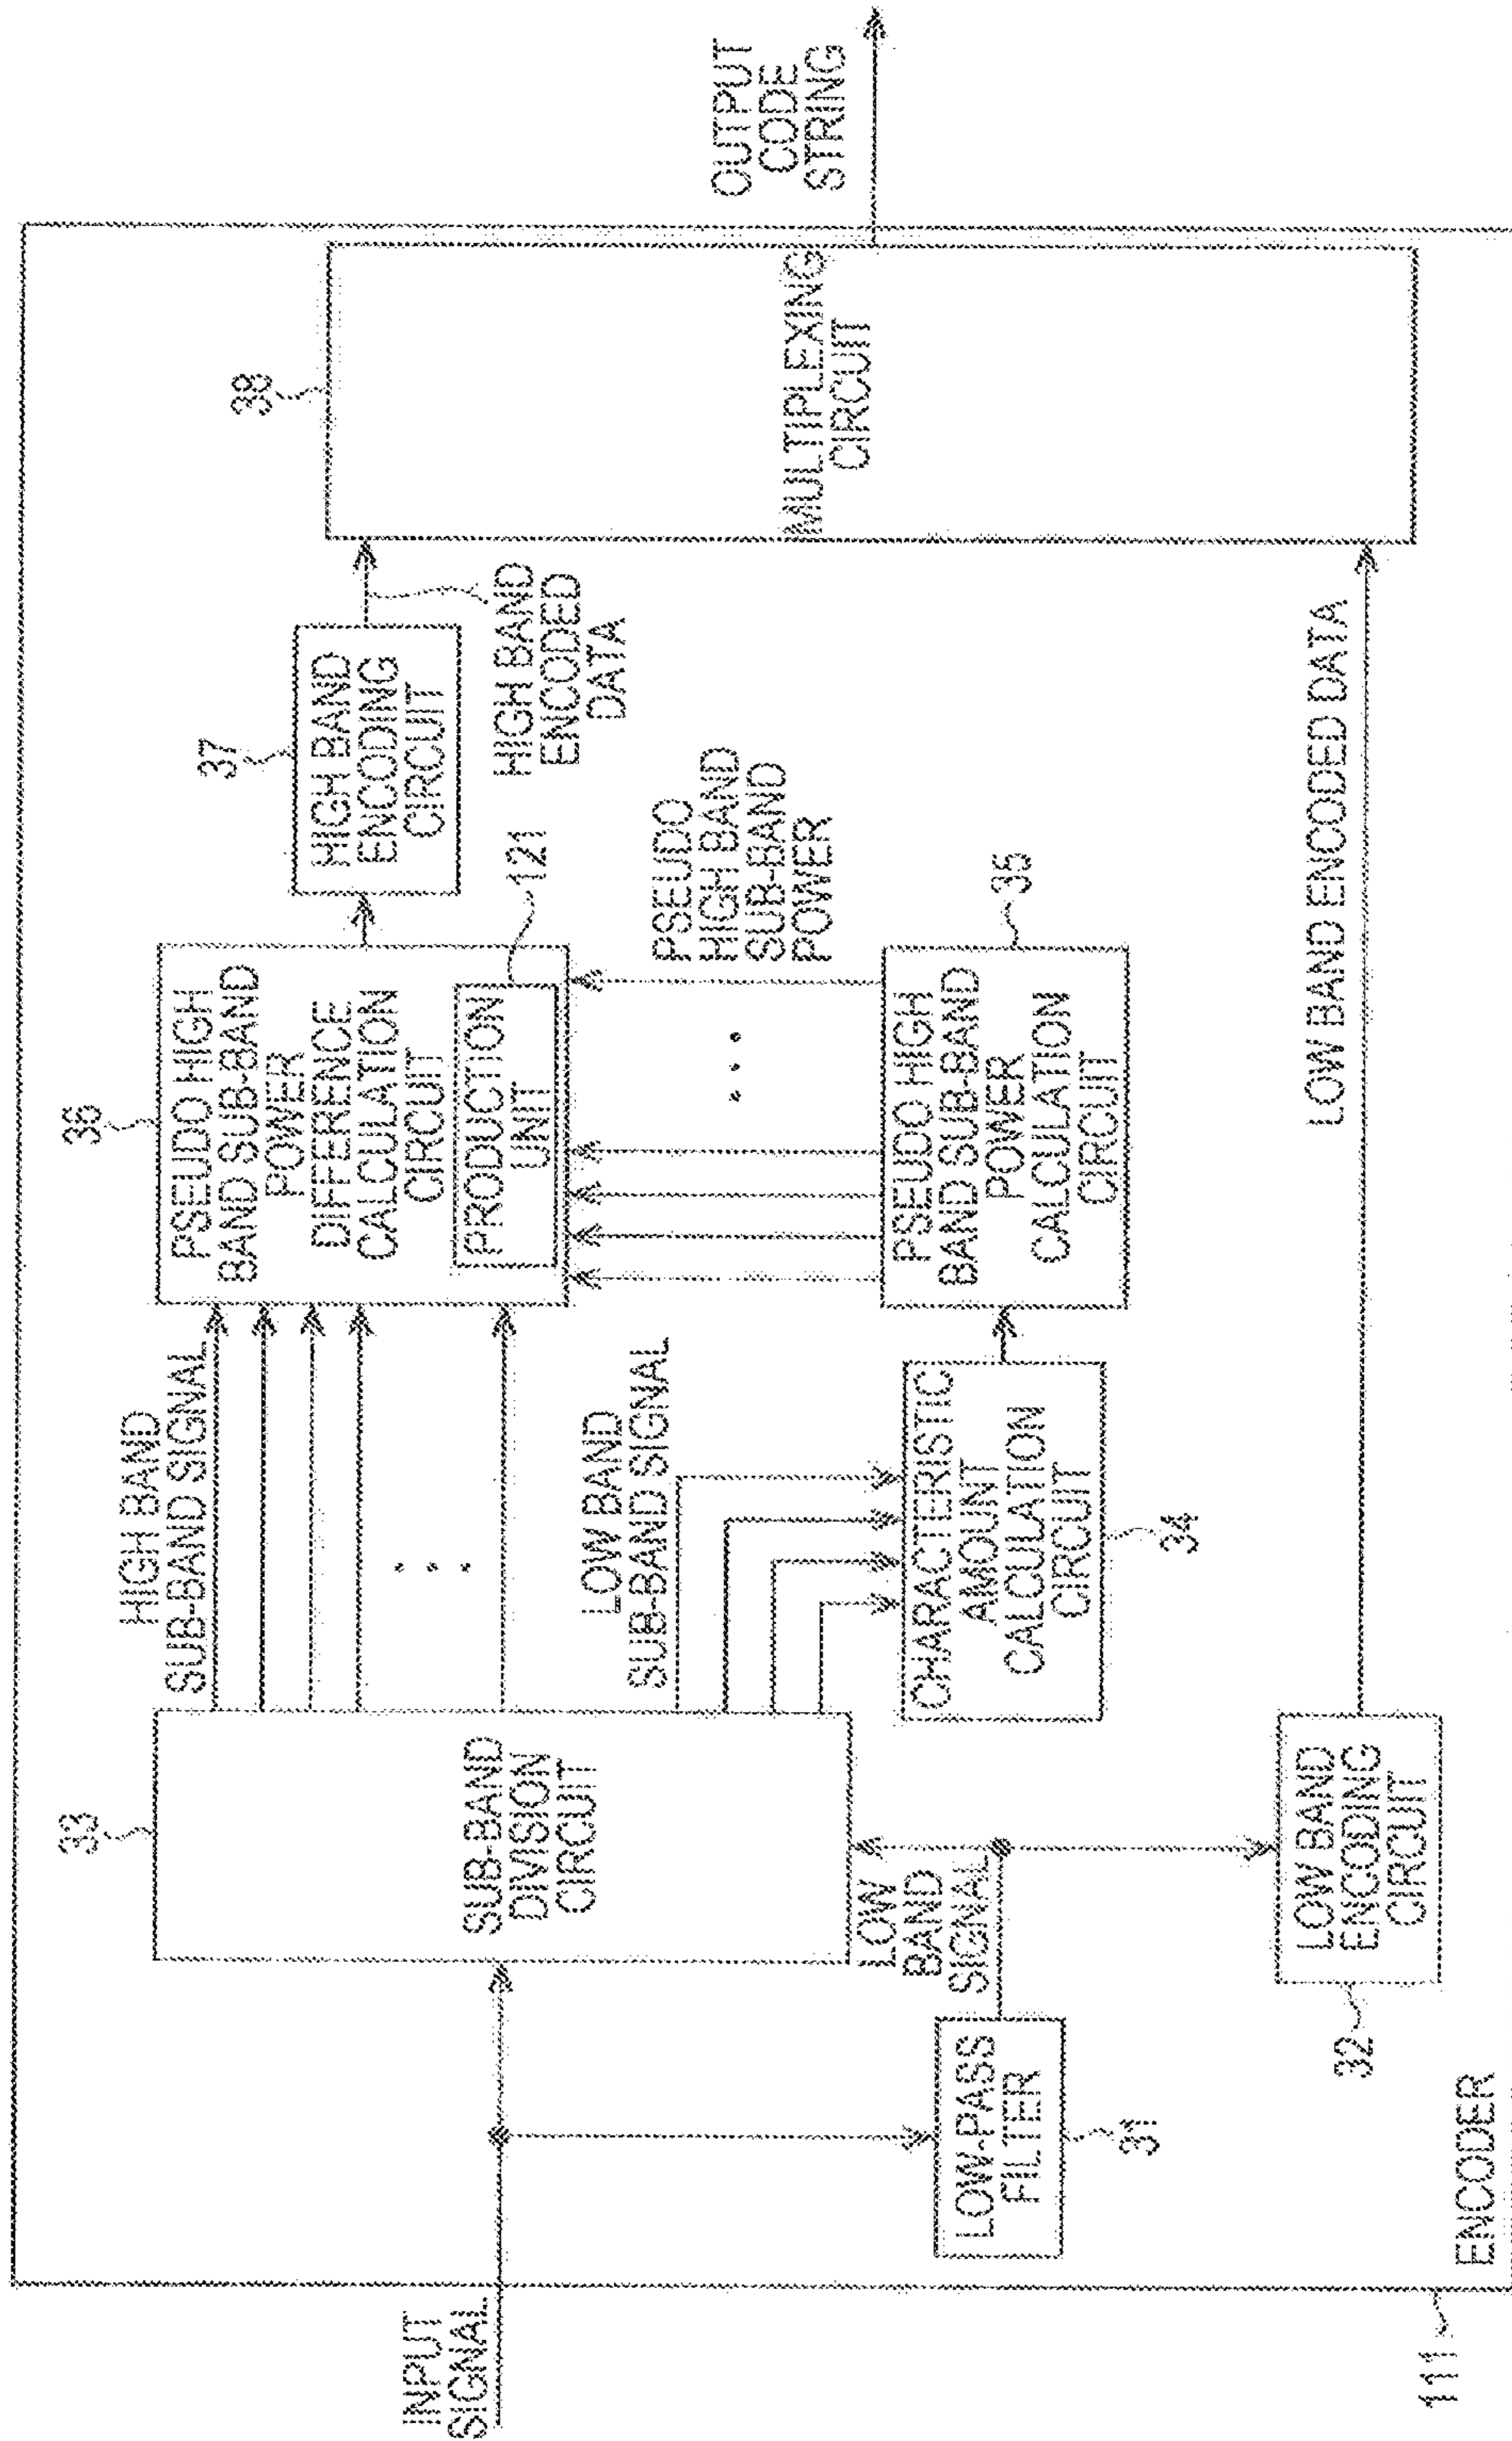 INPUT
SIGNAL
33
SUB-BAND
DIVISION
CIRCUIT
HIGH BAND
SUB-BAND SIGNAL
36
PSEUDO HIGH
BAND SUB-BAND
POWER
DIFFERENCE
CALCULATION
CIRCUIT
PRODUCTION
UNIT
121
37
HIGH BAND
ENCODING
CIRCUIT
HIGH BAND
ENCODED
DATA
38
MULTIPLEXING
CIRCUIT
OUTPUT
CODE
STRING
LOW BAND
SUB-BAND SIGNAL
PSEUDO
HIGH BAND
SUB-BAND
POWER
LOW-PASS
FILTER
31
LOW
BAND
SIGNAL
CHARACTERISTIC
AMOUNT
CALCULATION
CIRCUIT
34
PSEUDO HIGH
BAND SUB-BAND
POWER
CALCULATION
CIRCUIT
35
LOW BAND
ENCODING
CIRCUIT
32
LOW BAND ENCODED DATA
ENCODER
111